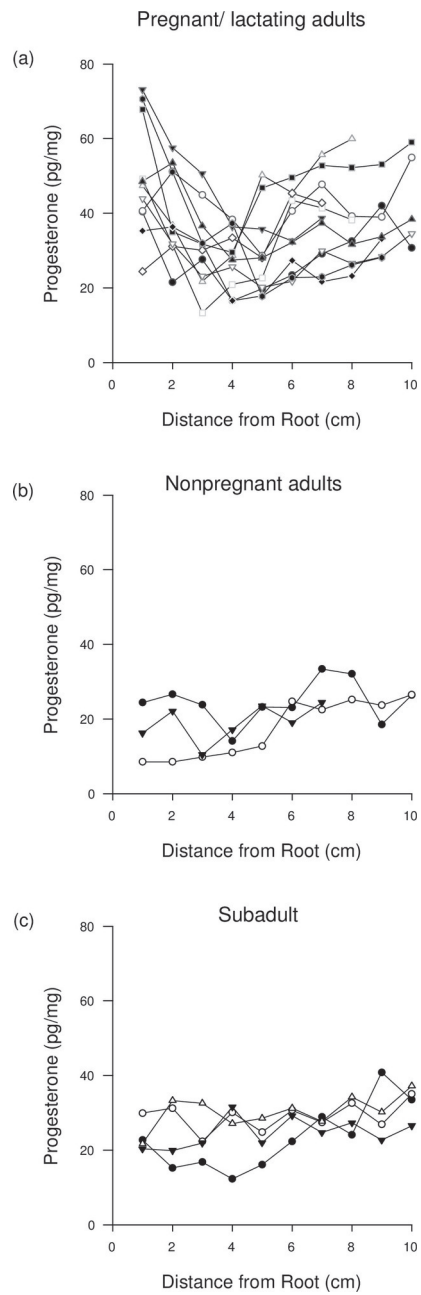 Pregnant/ lactating adults
(a)
80
60
40
20
0
Progesterone (pg/mg)
0 2 4 6 8 10
Distance from Root (cm)
Nonpregnant adults
(b)
80
60
40
20
0
Progesterone (pg/mg)
0 2 4 6 8 10
Distance from Root (cm)
Subadult
(c)
80
60
40
20
0
Progesterone (pg/mg)
0 2 4 6 8 10
Distance from Root (cm)